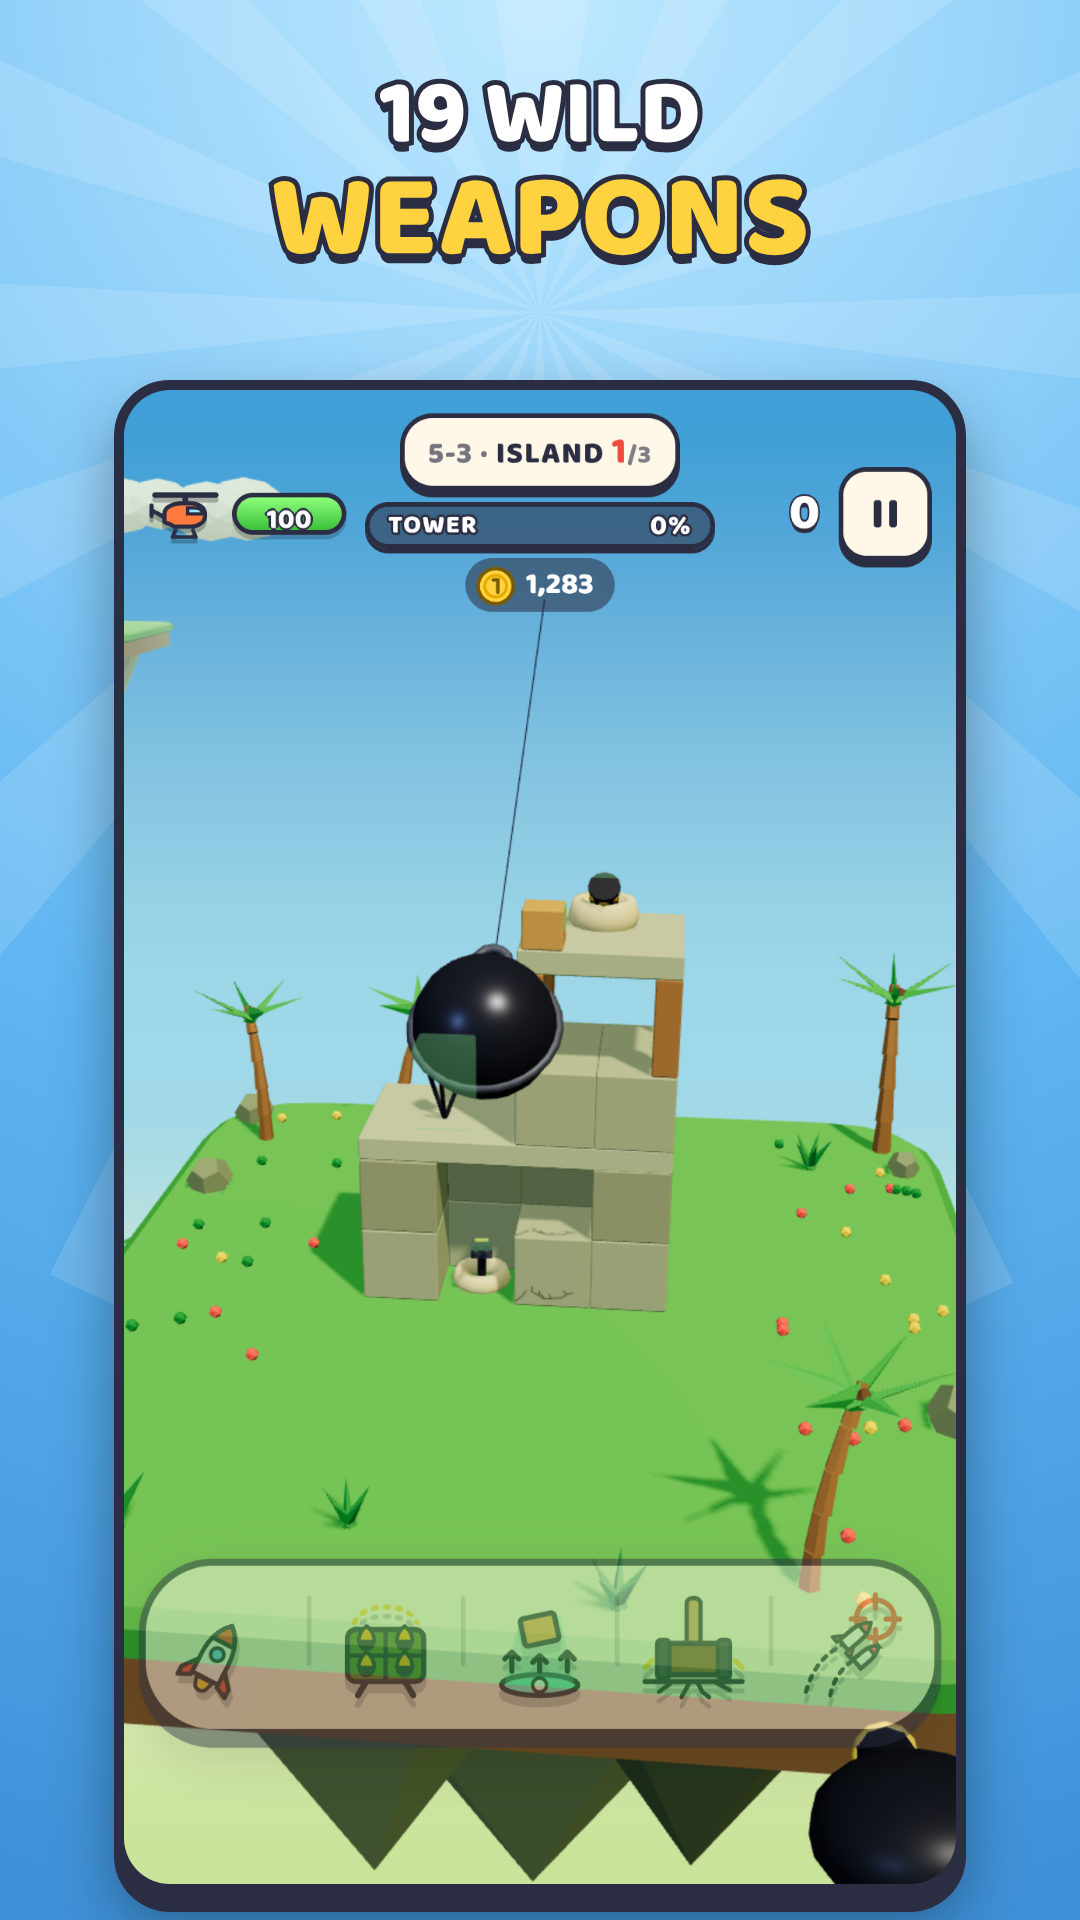 19 WILD
WEAPONS
5-3 · ISLAND 1/3
100
TOWER 0%
0
1,283